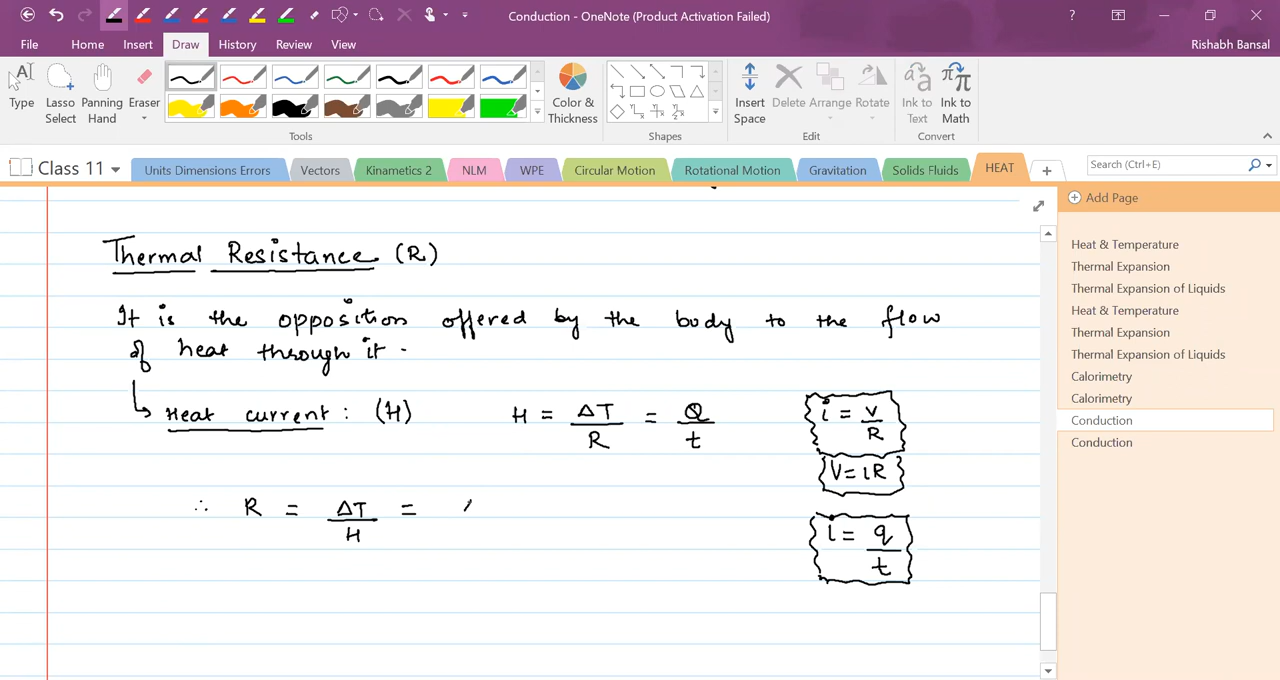 Conduction - OneNote (Product Activation Failed)
?
File Home Insert Draw History Review View
Rishabh Bansal
Type
Lasso Select
Panning Hand
Eraser
Color & Thickness
Insert Space
Delete
Arrange
Rotate
Ink to Text
Ink to Math
Tools
Shapes
Edit
Convert
Class 11
Units Dimensions Errors
Vectors
Kinametics 2
NLM
WPE
Circular Motion
Rotational Motion
Gravitation
Solids Fluids
HEAT
Search (Ctrl+E)
Add Page
Heat & Temperature
Thermal Expansion
Thermal Expansion of Liquids
Heat & Temperature
Thermal Expansion
Thermal Expansion of Liquids
Calorimetry
Calorimetry
Conduction
Conduction
Thermal Resistance (R)
It is the opposition offered by the body to the flow
of heat through it.
Heat current : (H) H = ΔT/R = Q/t
i = V/R
V = iR
i = q/t
∴ R = ΔT/H =